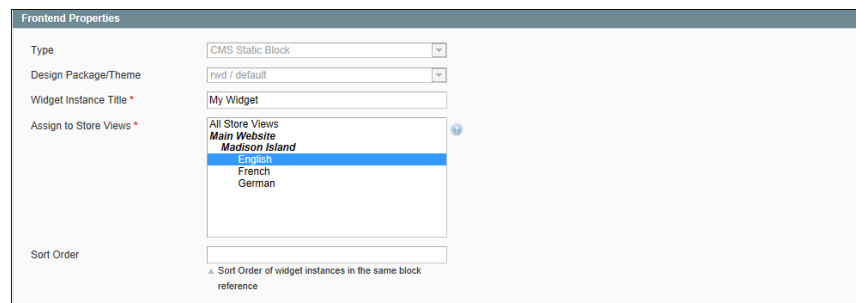 Frontend Properties
Type
CMS Static Block
Design Package/Theme
rwd / default
Widget Instance Title *
My Widget
Assign to Store Views *
All Store Views
Main Website
Madison Island
English
French
German
Sort Order
▲ Sort Order of widget instances in the same block
reference